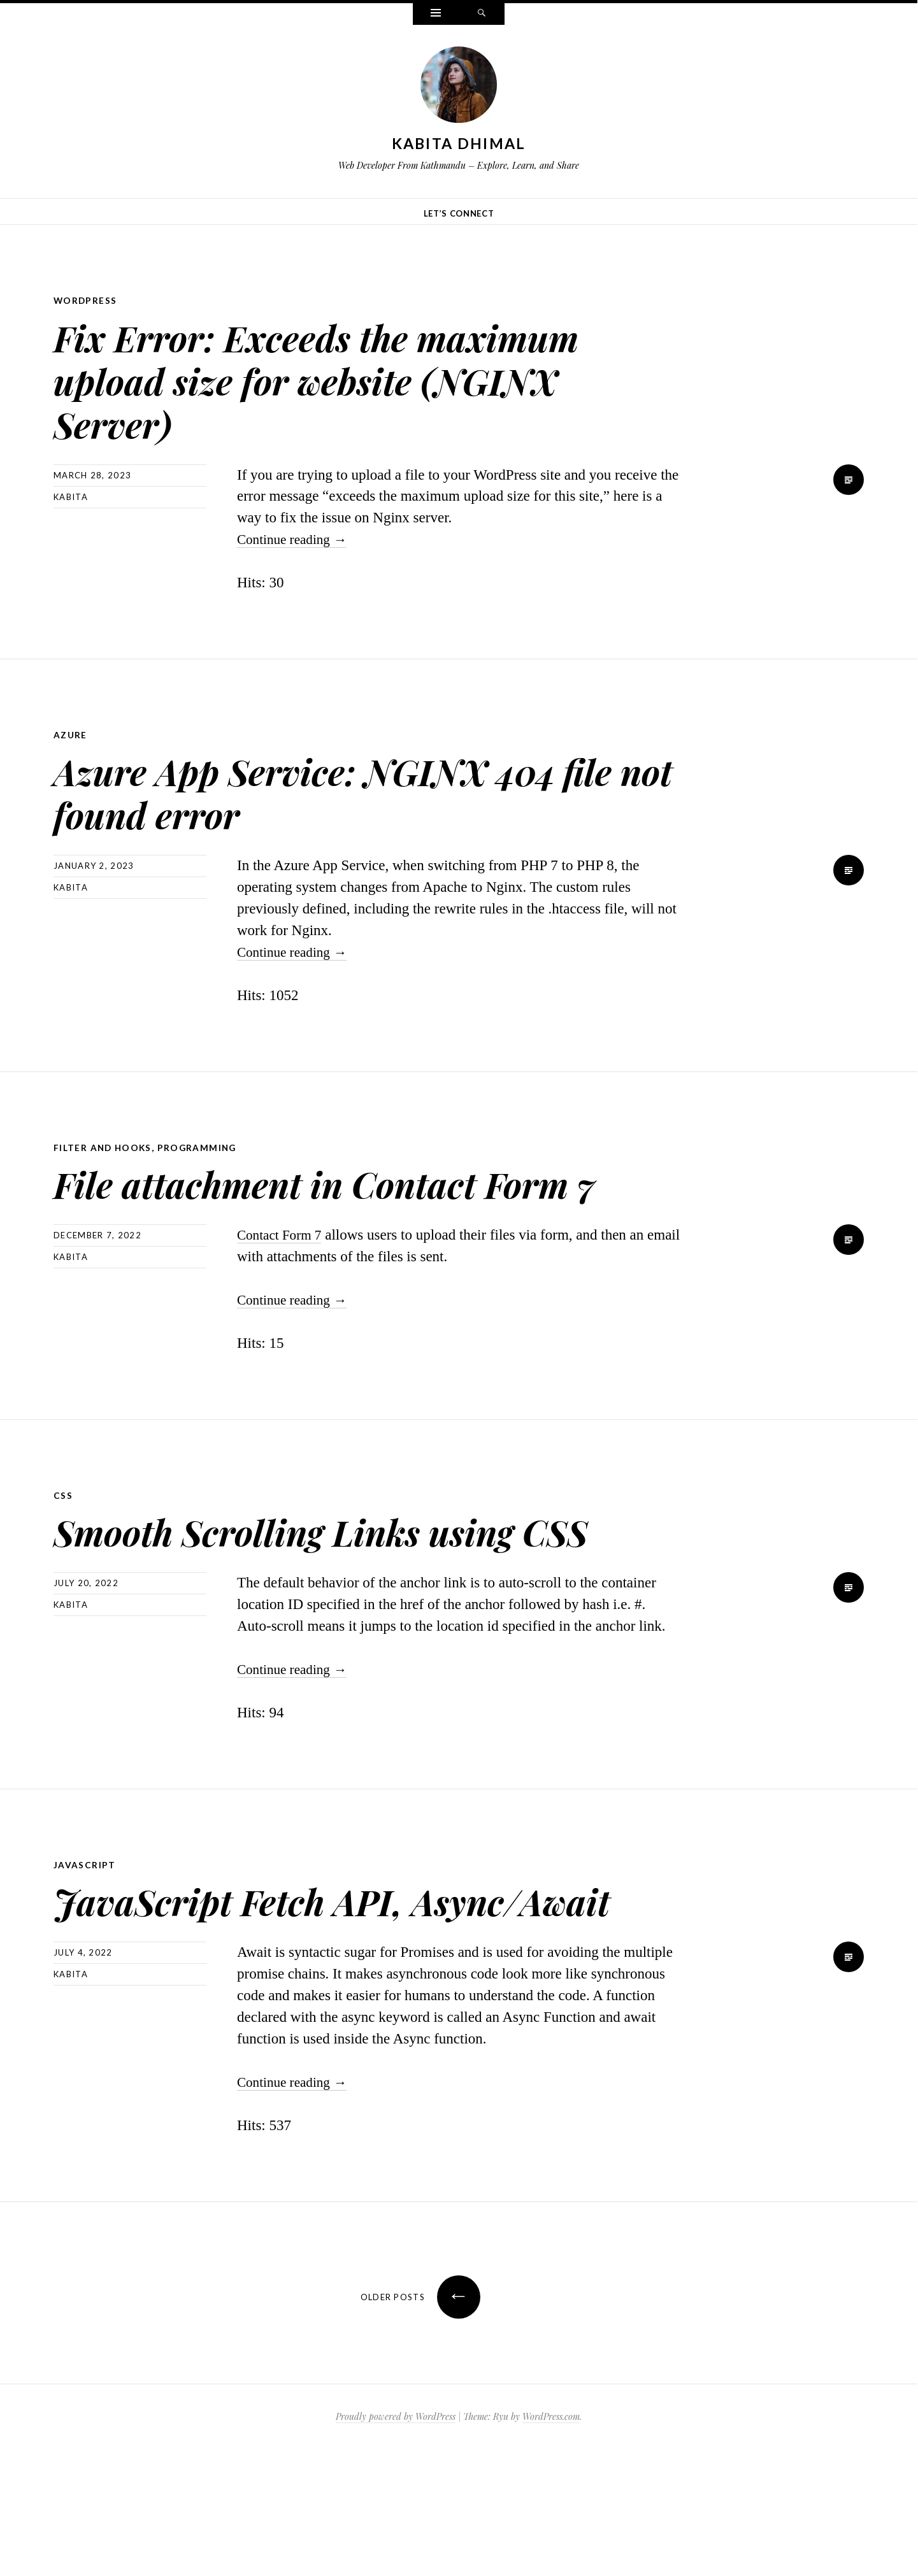 KABITA DHIMAL
Web Developer From Kathmandu – Explore, Learn, and Share
LET'S CONNECT
WORDPRESS
Fix Error: Exceeds the maximum
upload size for website (NGINX
Server)
MARCH 28, 2023
KABITA
If you are trying to upload a file to your WordPress site and you receive the
error message “exceeds the maximum upload size for this site,” here is a
way to fix the issue on Nginx server.
Continue reading →
Hits: 30
AZURE
Azure App Service: NGINX 404 file not
found error
JANUARY 2, 2023
KABITA
In the Azure App Service, when switching from PHP 7 to PHP 8, the
operating system changes from Apache to Nginx. The custom rules
previously defined, including the rewrite rules in the .htaccess file, will not
work for Nginx.
Continue reading →
Hits: 1052
FILTER AND HOOKS, PROGRAMMING
File attachment in Contact Form 7
DECEMBER 7, 2022
KABITA
Contact Form 7 allows users to upload their files via form, and then an email
with attachments of the files is sent.
Continue reading →
Hits: 15
CSS
Smooth Scrolling Links using CSS
JULY 20, 2022
KABITA
The default behavior of the anchor link is to auto-scroll to the container
location ID specified in the href of the anchor followed by hash i.e. #.
Auto-scroll means it jumps to the location id specified in the anchor link.
Continue reading →
Hits: 94
JAVASCRIPT
JavaScript Fetch API, Async/Await
JULY 4, 2022
KABITA
Await is syntactic sugar for Promises and is used for avoiding the multiple
promise chains. It makes asynchronous code look more like synchronous
code and makes it easier for humans to understand the code. A function
declared with the async keyword is called an Async Function and await
function is used inside the Async function.
Continue reading →
Hits: 537
OLDER POSTS ←
Proudly powered by WordPress | Theme: Ryu by WordPress.com.